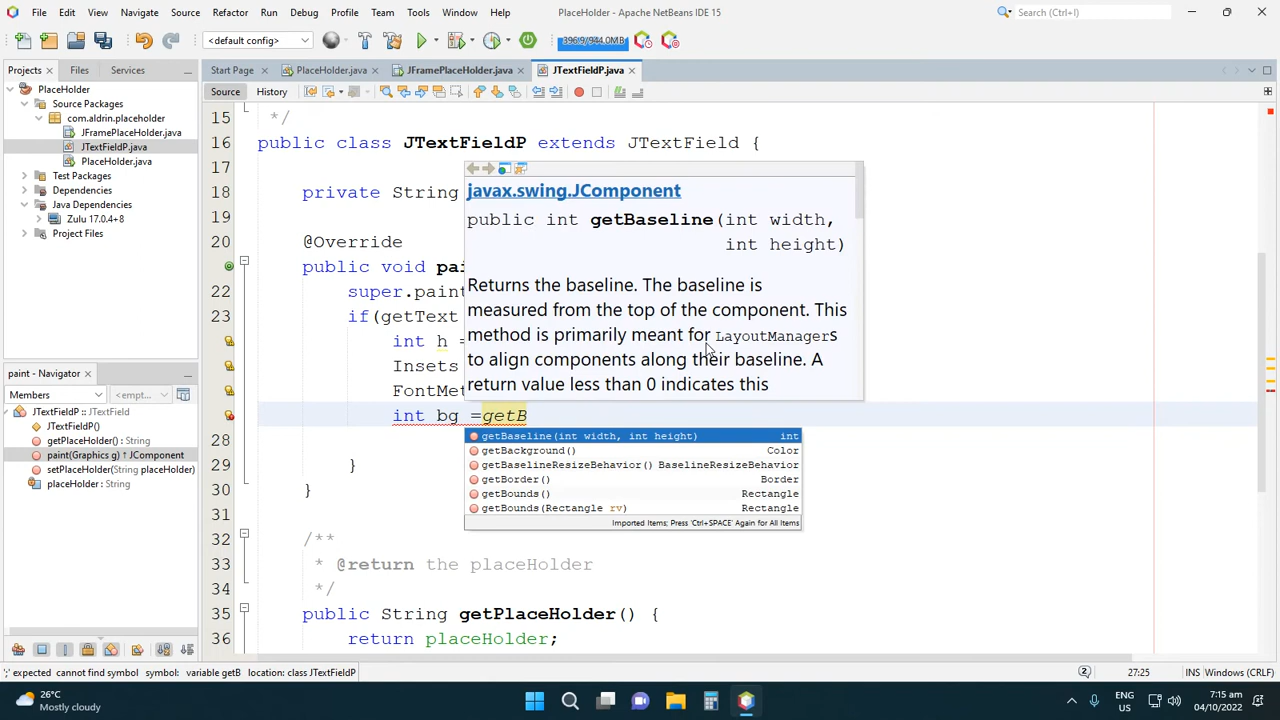 File Edit View Navigate Source Refactor Run Debug Profile Team Tools Window Help PlaceHolder - Apache NetBeans IDE 15 Search (Ctrl+I)
<default config> 396.9/944.0MB
Projects Files Services Start Page PlaceHolder.java JFramePlaceHolder.java JTextFieldP.java
Source History
PlaceHolder
Source Packages
com.aldrin.placeholder
JFramePlaceHolder.java
JTextFieldP.java
PlaceHolder.java
Test Packages
Dependencies
Java Dependencies
Zulu 17.0.4+8
Project Files
paint - Navigator
Members <empt...
JTextFieldP :: JTextField
JTextFieldP()
getPlaceHolder() : String
paint(Graphics g) ↑ JComponent
setPlaceHolder(String placeHolder)
placeHolder : String
15 */
16 public class JTextFieldP extends JTextField {
17
18 private String
19
20 @Override
public void pai
22 super.paint
23 if(getText
int h =
Insets
FontMet
int bg =getB
28
29 }
30 }
31
32 /**
33 * @return the placeHolder
34 */
35 public String getPlaceHolder() {
36 return placeHolder;
javax.swing.JComponent
public int getBaseline(int width,
int height)
Returns the baseline. The baseline is
measured from the top of the component. This
method is primarily meant for LayoutManagers
to align components along their baseline. A
return value less than 0 indicates this
getBaseline(int width, int height) int
getBackground() Color
getBaselineResizeBehavior() BaselineResizeBehavior
getBorder() Border
getBounds() Rectangle
getBounds(Rectangle rv) Rectangle
Imported Items; Press 'Ctrl+SPACE' Again for All Items
';' expected cannot find symbol symbol: variable getB location: class JTextFieldP 2 27:25 INS Windows (CRLF)
26°C
Mostly cloudy
ENG
US
7:15 am
04/10/2022